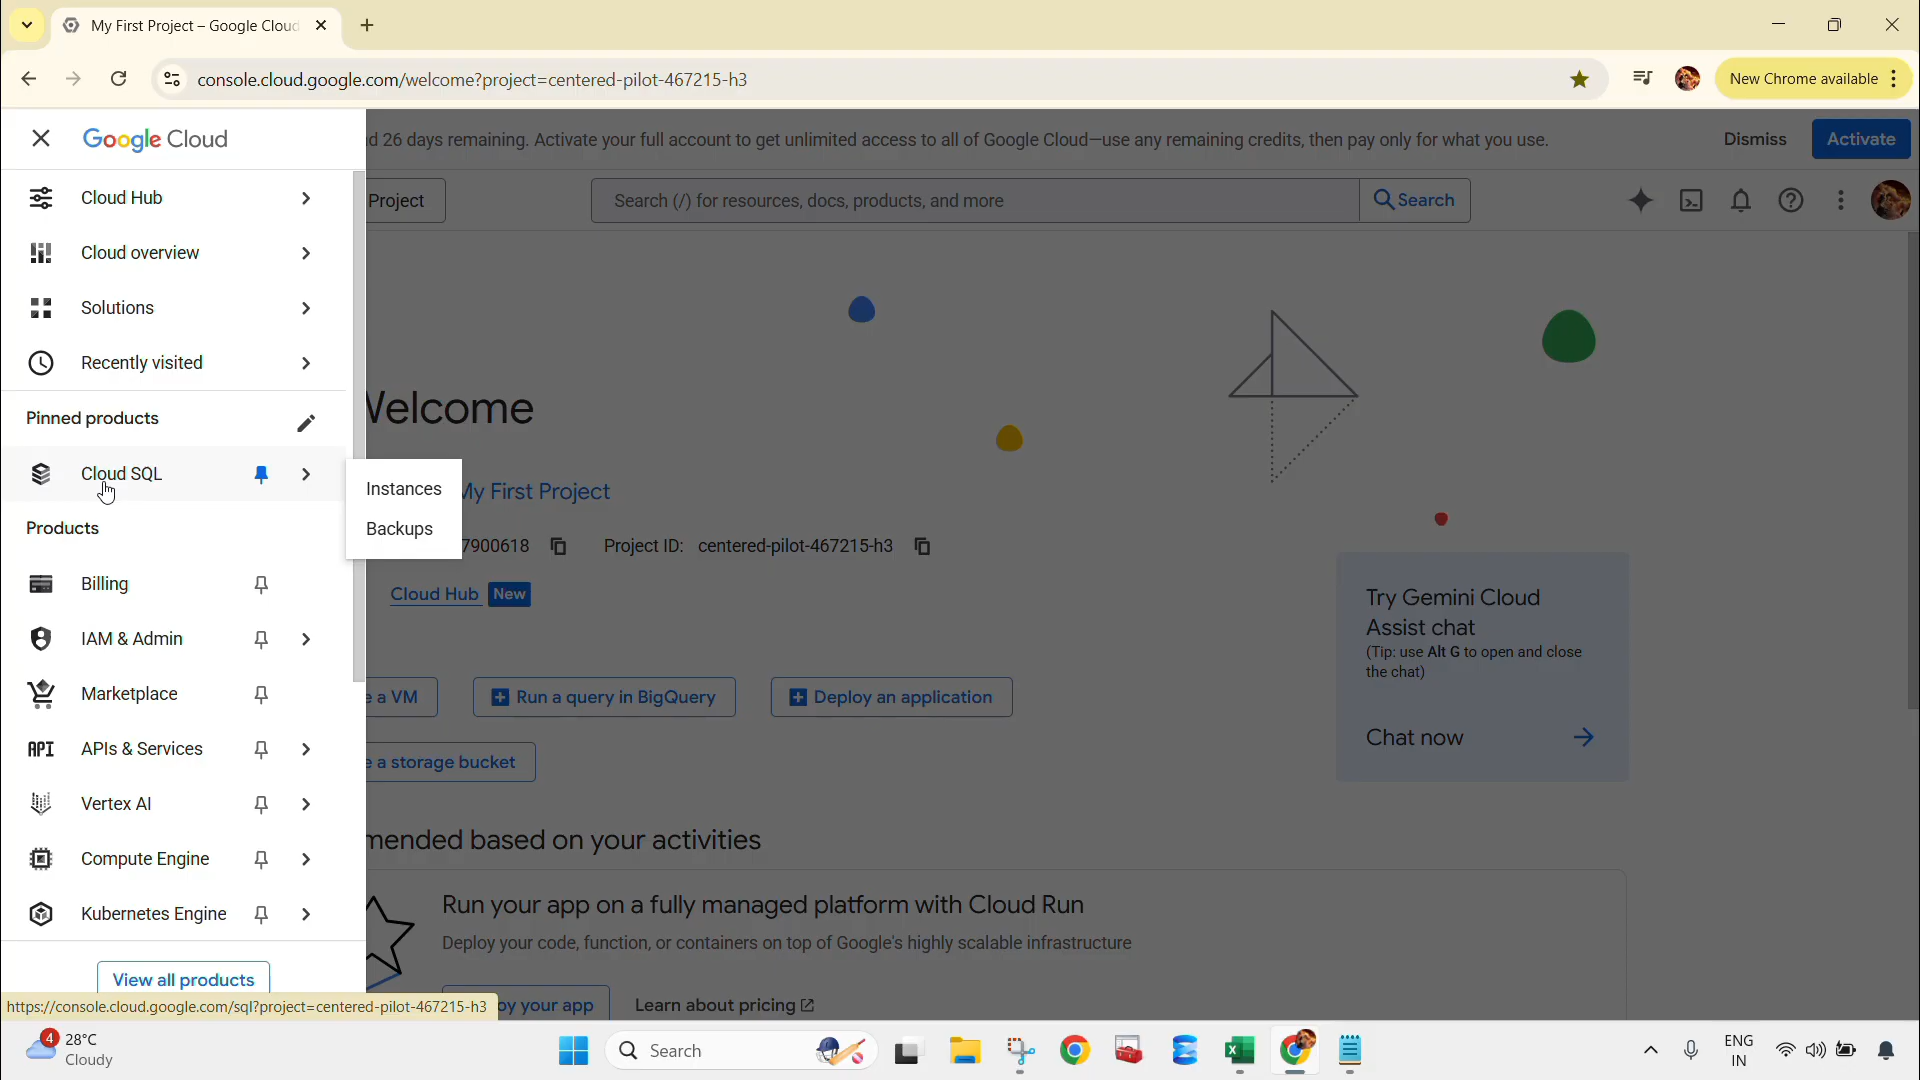 My First Project – Google Cloud
console.cloud.google.com/welcome?project=centered-pilot-467215-h3
New Chrome available
Google Cloud
26 days remaining. Activate your full account to get unlimited access to all of Google Cloud—use any remaining credits, then pay only for what you use.
Dismiss
Activate
Cloud Hub
Project
Search (/) for resources, docs, products, and more
Search
Cloud overview
Solutions
Recently visited
Pinned products
Welcome
Cloud SQL
Instances
My First Project
Backups
Products
7900618
Project ID: centered-pilot-467215-h3
Billing
Cloud Hub
New
Try Gemini Cloud
Assist chat
(Tip: use Alt G to open and close
the chat)
IAM & Admin
Marketplace
e a VM
Run a query in BigQuery
Deploy an application
Chat now
API
APIs & Services
e a storage bucket
Vertex AI
Compute Engine
mended based on your activities
Kubernetes Engine
Run your app on a fully managed platform with Cloud Run
Deploy your code, function, or containers on top of Google's highly scalable infrastructure
View all products
oy your app
Learn about pricing
https://console.cloud.google.com/sql?project=centered-pilot-467215-h3
4
28°C
Cloudy
Search
ENG
IN